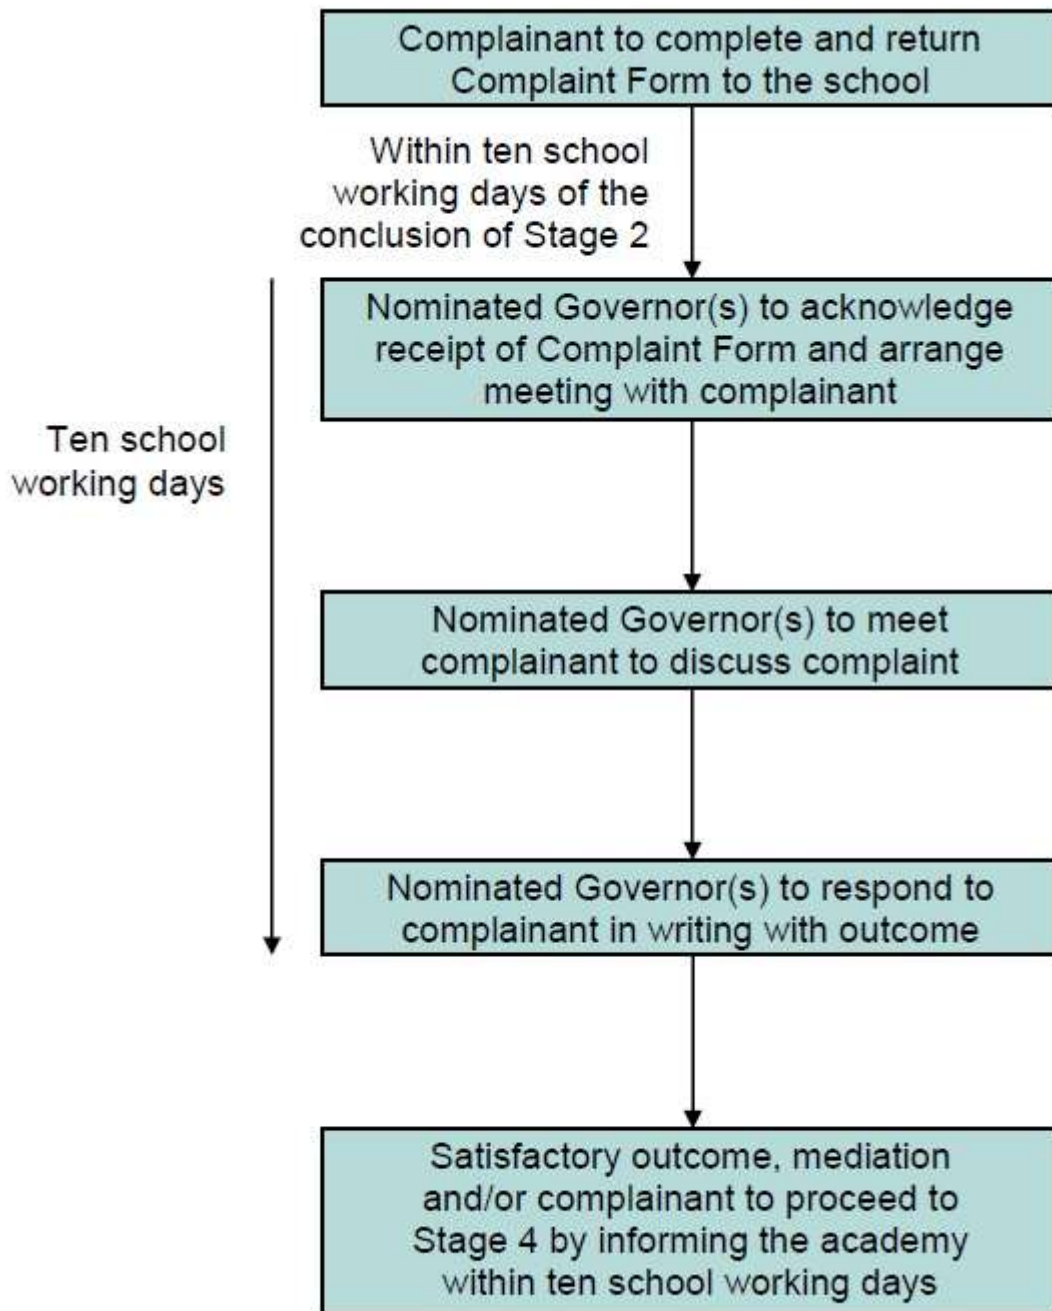 Complainant to complete and return
Complaint Form to the school
Within ten school
working days of the
conclusion of Stage 2
Nominated Governor(s) to acknowledge
receipt of Complaint Form and arrange
meeting with complainant
Ten school
working days
Nominated Governor(s) to meet
complainant to discuss complaint
Nominated Governor(s) to respond to
complainant in writing with outcome
Satisfactory outcome, mediation
and/or complainant to proceed to
Stage 4 by informing the academy
within ten school working days